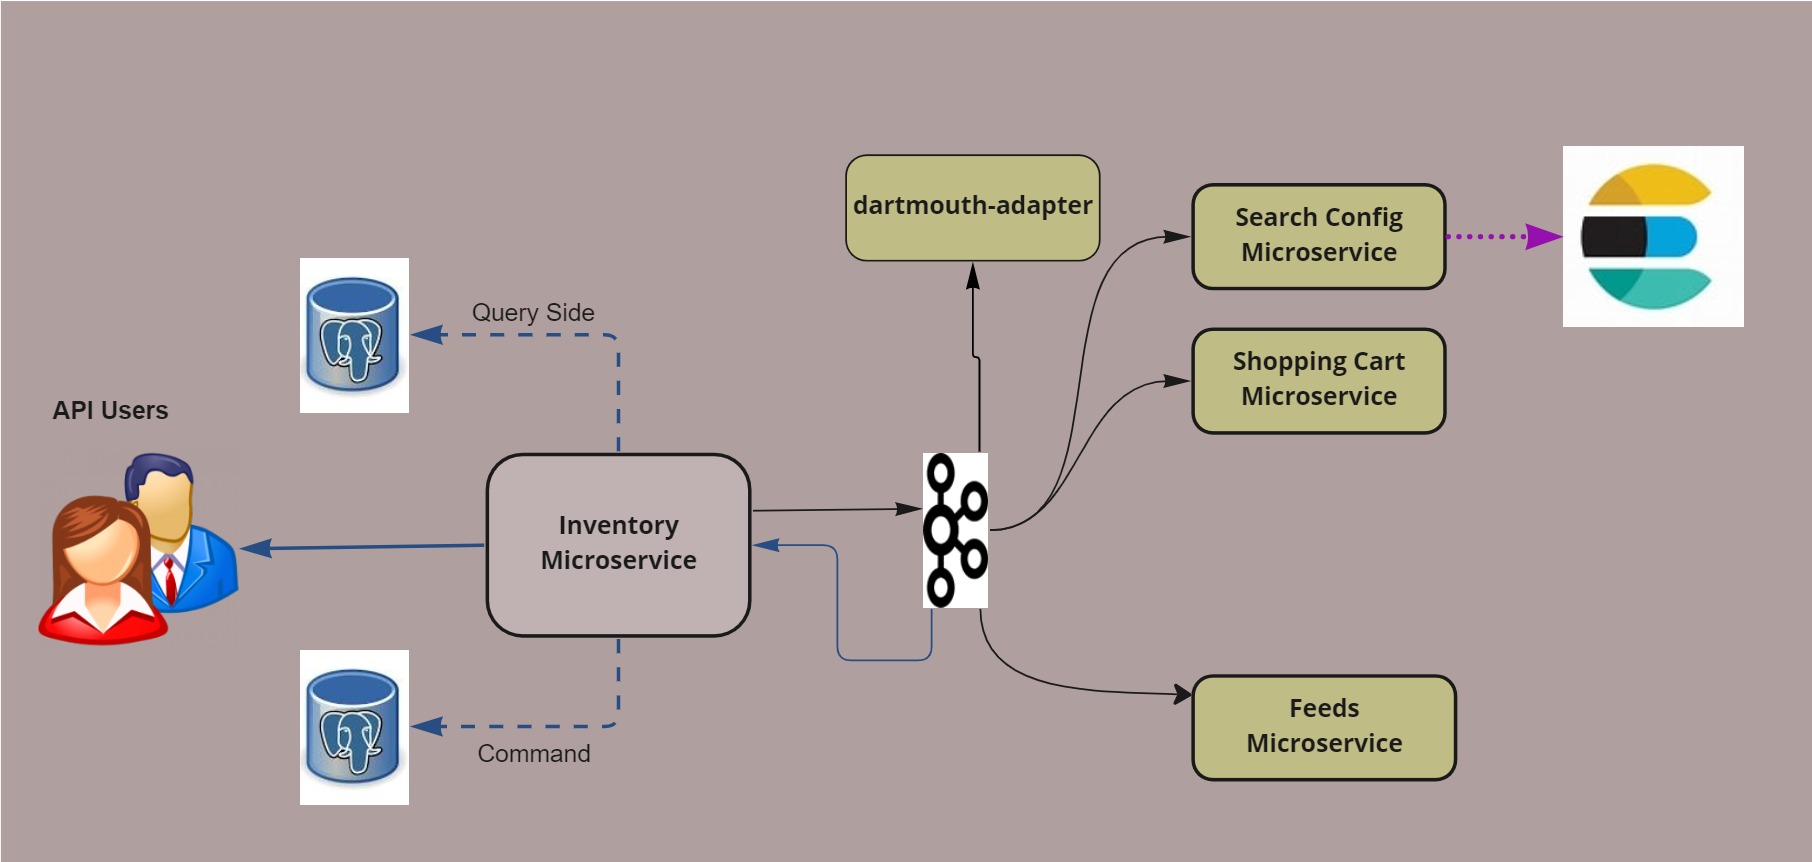 dartmouth-adapter
Search Config
Microservice
Query Side
Shopping Cart
Microservice
API Users
Inventory
Microservice
Feeds
Microservice
Command